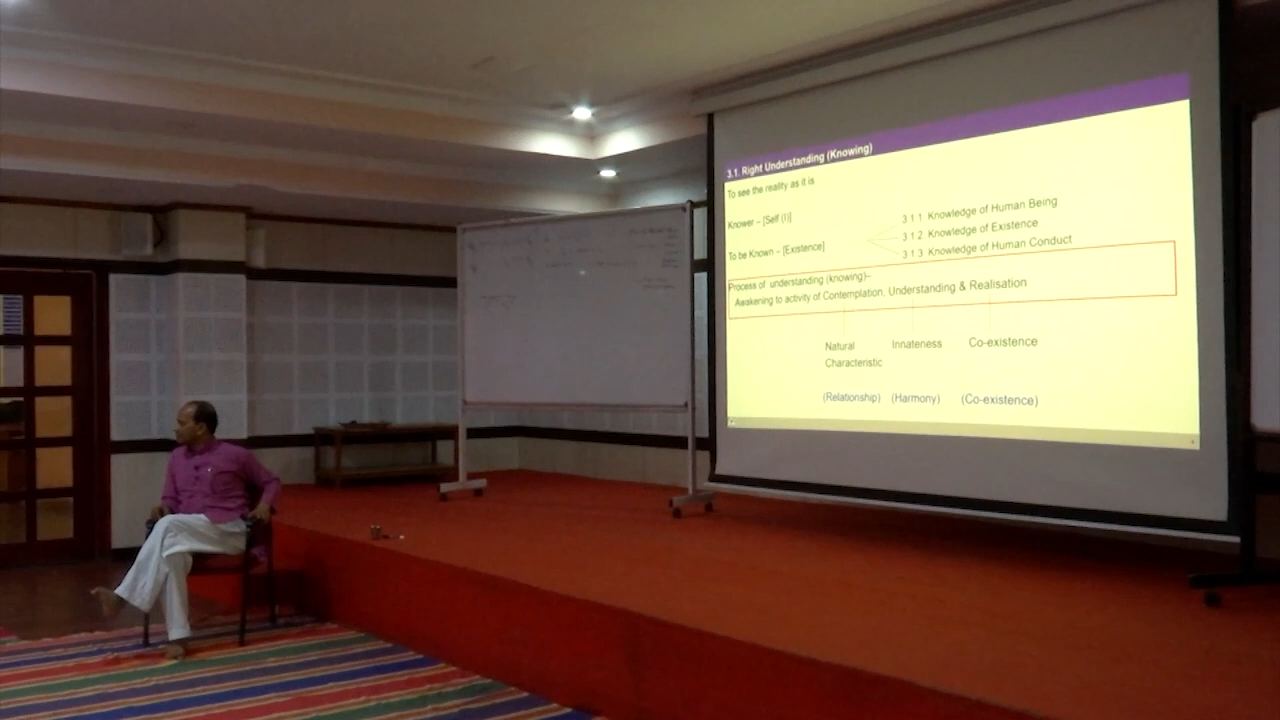 3.1. Right Understanding (Knowing)
To see the reality as it is
Knower – [Self (I)]
To be Known – [Existence]
3.1.1 Knowledge of Human Being
3.1.2 Knowledge of Existence
3.1.3 Knowledge of Human Conduct
Process of understanding (knowing)–
Awakening to activity of Contemplation, Understanding & Realisation
Natural Characteristic
Innateness
Co-existence
(Relationship) (Harmony) (Co-existence)